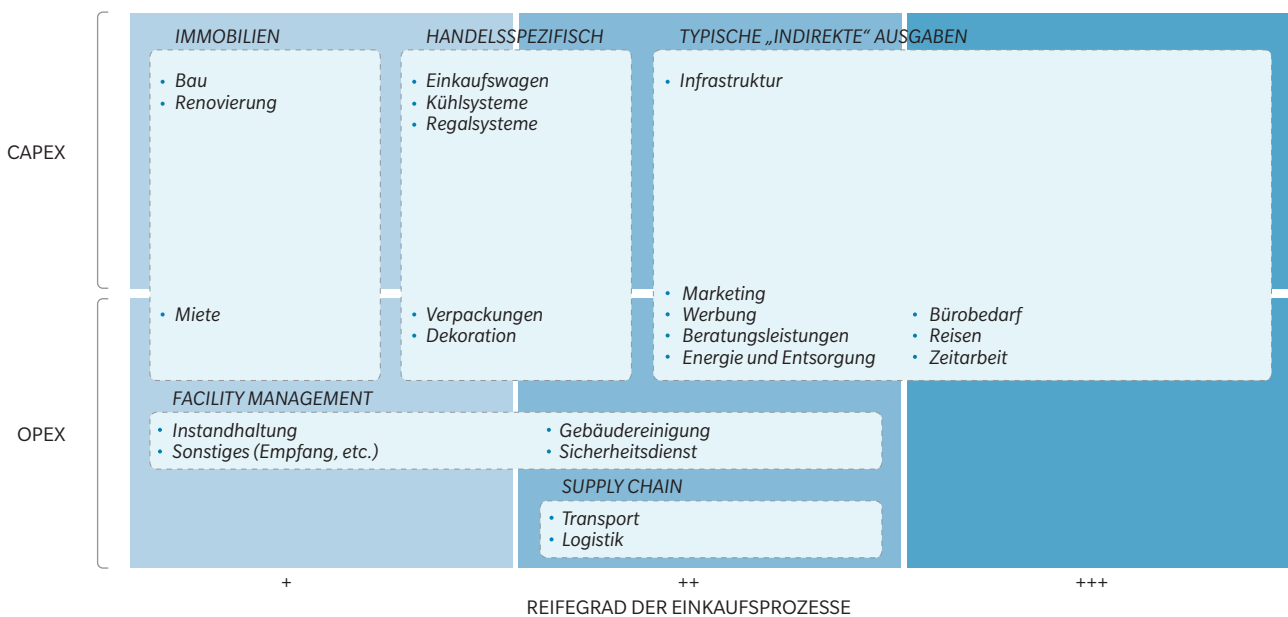 IMMOBILIEN
HANDELSSPEZIFISCH
TYPISCHE „INDIREKTE“ AUSGABEN
CAPEX
• Bau
• Renovierung
• Einkaufswagen
• Kühlsysteme
• Regalsysteme
• Infrastruktur
OPEX
• Miete
• Verpackungen
• Dekoration
• Marketing
• Werbung
• Beratungsleistungen
• Energie und Entsorgung
• Bürobedarf
• Reisen
• Zeitarbeit
FACILITY MANAGEMENT
• Instandhaltung
• Sonstiges (Empfang, etc.)
• Gebäudereinigung
• Sicherheitsdienst
SUPPLY CHAIN
• Transport
• Logistik
+
++
+++
REIFEGRAD DER EINKAUFSPROZESSE